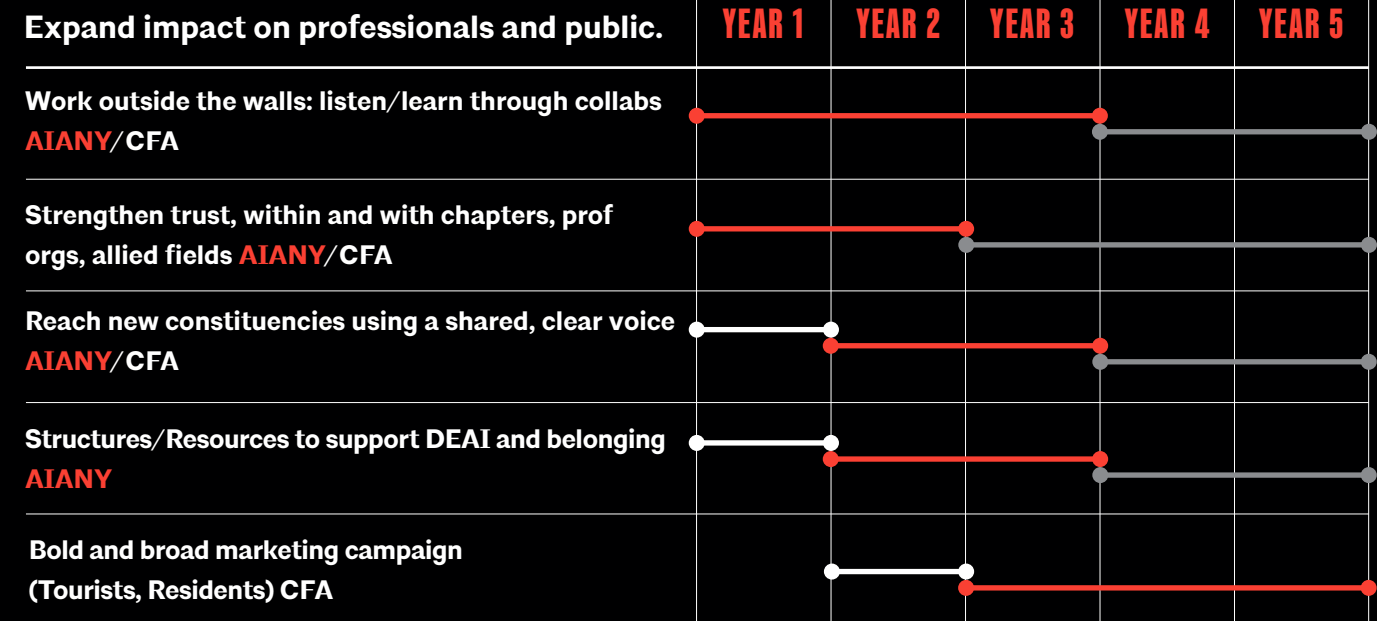 Expand impact on professionals and public. YEAR 1 YEAR 2 YEAR 3 YEAR 4 YEAR 5
Work outside the walls: listen/learn through collabs
AIANY/CFA
Strengthen trust, within and with chapters, prof
orgs, allied fields AIANY/CFA
Reach new constituencies using a shared, clear voice
AIANY/CFA
Structures/Resources to support DEAI and belonging
AIANY
Bold and broad marketing campaign
(Tourists, Residents) CFA